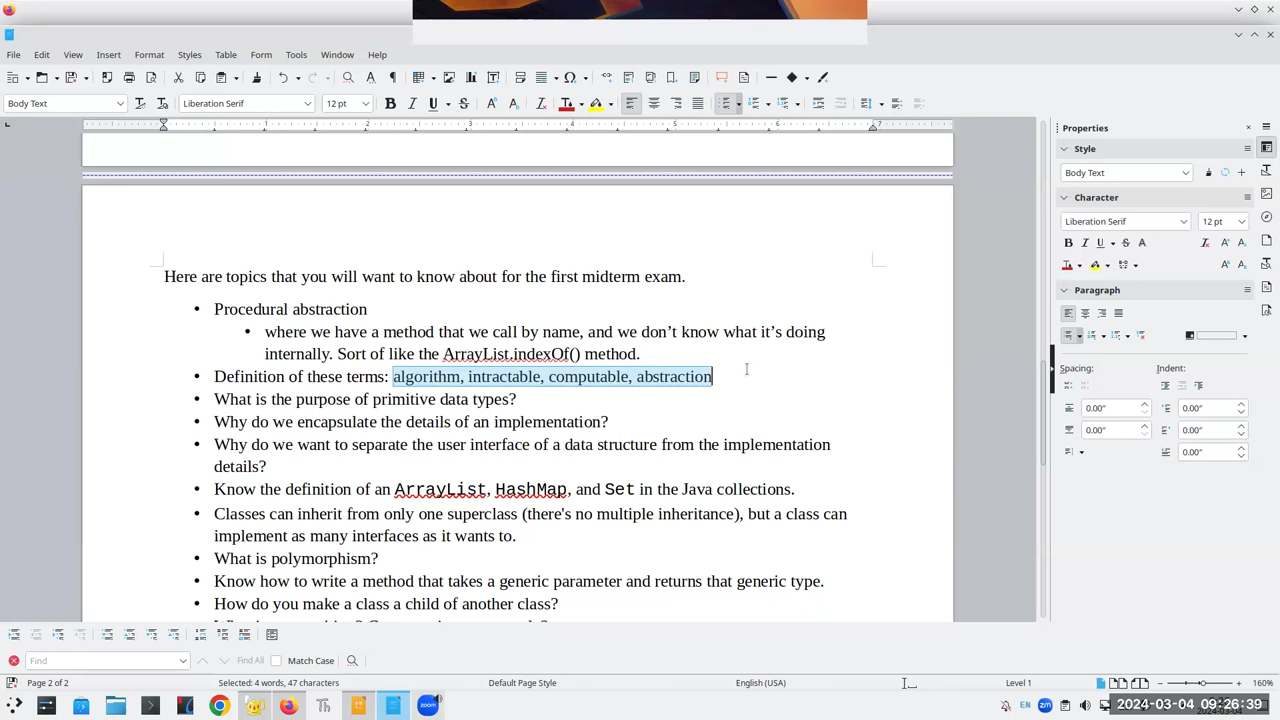 File Edit View Insert Format Styles Table Form Tools Window Help
Body Text Liberation Serif 12 pt
1 2 3 4 5 6 7
Here are topics that you will want to know about for the first midterm exam.
• Procedural abstraction
• where we have a method that we call by name, and we don’t know what it’s doing
internally. Sort of like the ArrayList.indexOf() method.
• Definition of these terms: algorithm, intractable, computable, abstraction
• What is the purpose of primitive data types?
• Why do we encapsulate the details of an implementation?
• Why do we want to separate the user interface of a data structure from the implementation
details?
• Know the definition of an ArrayList, HashMap, and Set in the Java collections.
• Classes can inherit from only one superclass (there's no multiple inheritance), but a class can
implement as many interfaces as it wants to.
• What is polymorphism?
• Know how to write a method that takes a generic parameter and returns that generic type.
• How do you make a class a child of another class?
Properties
Style
Body Text
Character
Liberation Serif 12 pt
Paragraph
Spacing: Indent:
0.00" 0.00"
0.00" 0.00"
0.00"
Find Find All Match Case
Page 2 of 2 Selected: 4 words, 47 characters Default Page Style English (USA) Level 1 160%
Th zoom EN zm 2024-03-04 09:26:39